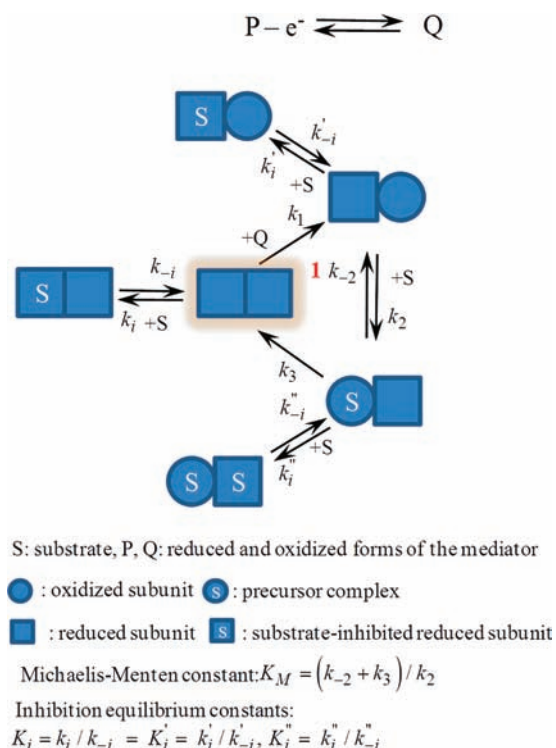 P – e⁻ ⇌ Q
S
k'₋ᵢ
k'ᵢ
+S
k₁
+Q
k₋ᵢ
1 k₋₂ +S
S
kᵢ +S
k₂
k₃
S
k''₋ᵢ
+S
S S
k''ᵢ
S: substrate, P, Q: reduced and oxidized forms of the mediator
: oxidized subunit S : precursor complex
: reduced subunit S : substrate-inhibited reduced subunit
Michaelis-Menten constant: K_M = (k₋₂ + k₃) / k₂
Inhibition equilibrium constants:
Kᵢ = kᵢ / k₋ᵢ = K'ᵢ = k'ᵢ / k'₋ᵢ, K''ᵢ = k''ᵢ / k''₋ᵢ